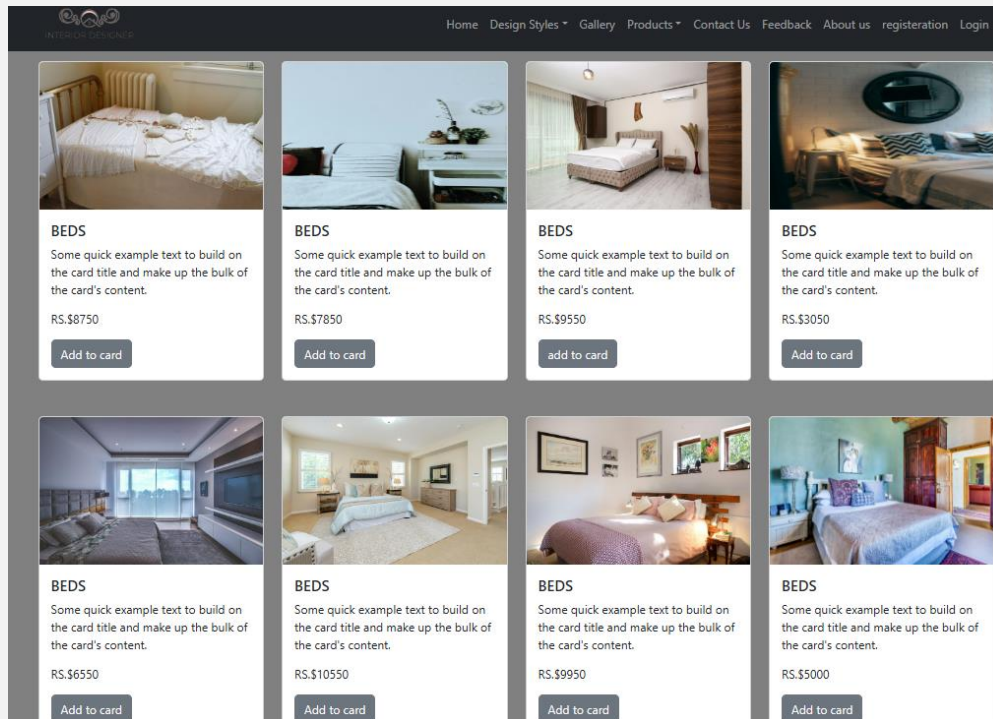 INTERIOR DESIGNER
Home Design Styles Gallery Products Contact Us Feedback About us registeration Login
BEDS
Some quick example text to build on
the card title and make up the bulk of
the card's content.
RS.$8750
Add to card
BEDS
Some quick example text to build on
the card title and make up the bulk of
the card's content.
RS.$7850
Add to card
BEDS
Some quick example text to build on
the card title and make up the bulk of
the card's content.
RS.$9550
add to card
BEDS
Some quick example text to build on
the card title and make up the bulk of
the card's content.
RS.$3050
Add to card
BEDS
Some quick example text to build on
the card title and make up the bulk of
the card's content.
RS.$6550
Add to card
BEDS
Some quick example text to build on
the card title and make up the bulk of
the card's content.
RS.$10550
Add to card
BEDS
Some quick example text to build on
the card title and make up the bulk of
the card's content.
RS.$9950
Add to card
BEDS
Some quick example text to build on
the card title and make up the bulk of
the card's content.
RS.$5000
Add to card